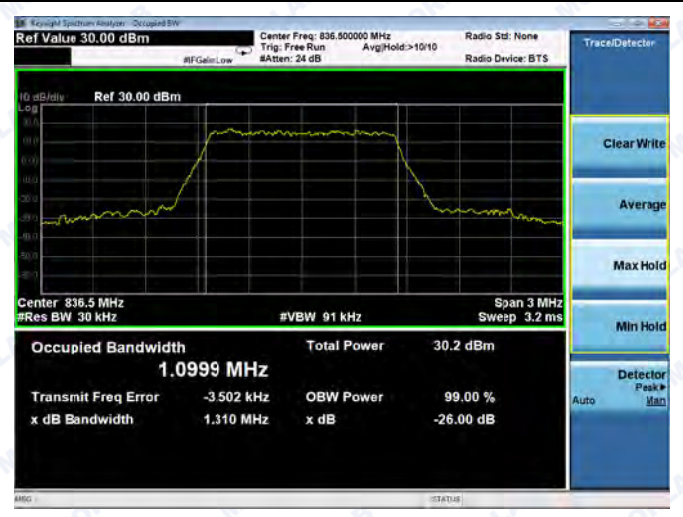 Keysight Spectrum Analyzer - Occupied BW
Ref Value 30.00 dBm
#IFGain:Low
Center Freq: 836.500000 MHz
Trig: Free Run Avg|Hold:>10/10
#Atten: 24 dB
Radio Std: None
Radio Device: BTS
Trace/Detector
10 dB/div Ref 30.00 dBm
Log
Center 836.5 MHz Span 3 MHz
#Res BW 30 kHz #VBW 91 kHz Sweep 3.2 ms
Occupied Bandwidth Total Power 30.2 dBm
1.0999 MHz
Transmit Freq Error -3.502 kHz OBW Power 99.00 %
x dB Bandwidth 1.310 MHz x dB -26.00 dB
Clear Write
Average
Max Hold
Min Hold
Detector
Peak▶
Auto Man
MSG STATUS